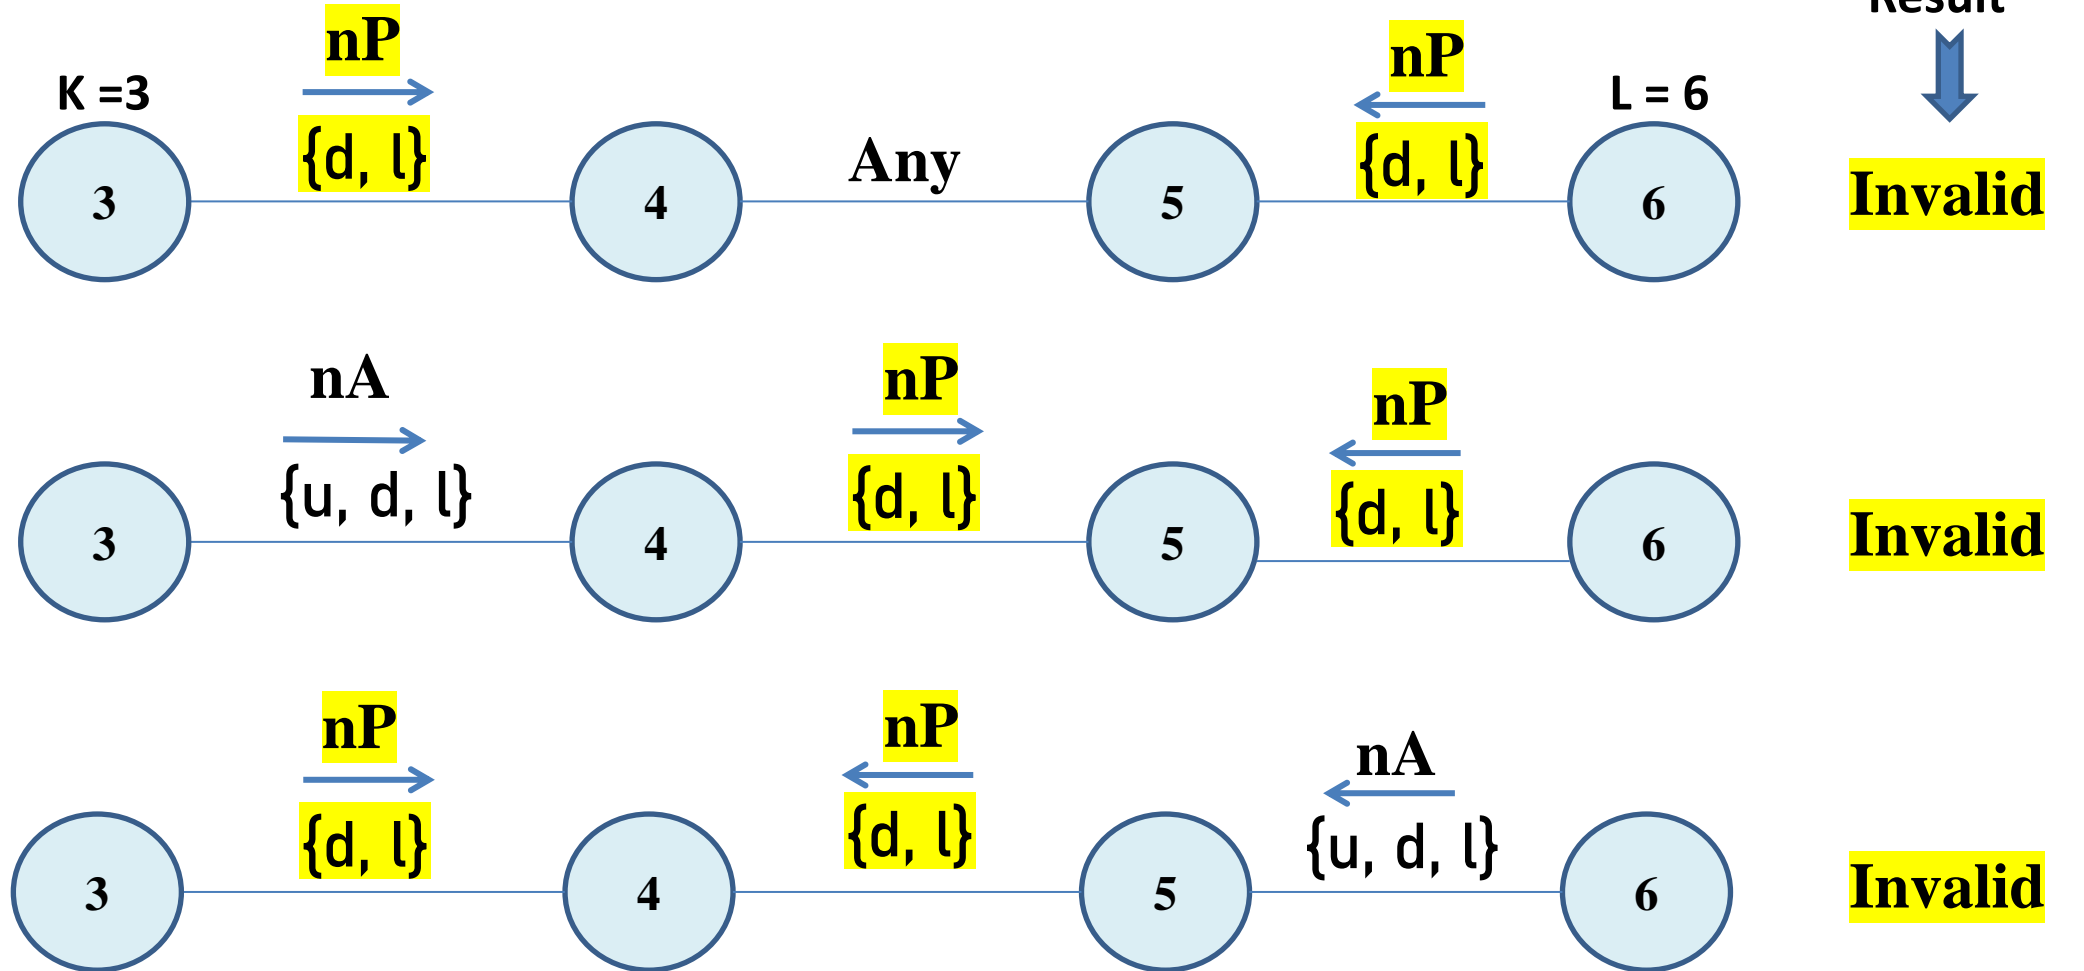 Result
nP
nP
K =3
L = 6
{d, l}
Any
{d, l}
3
4
5
6
Invalid
nA
nP
nP
{u, d, l}
{d, l}
{d, l}
3
4
5
6
Invalid
nP
nP
nA
{d, l}
{d, l}
{u, d, l}
3
4
5
6
Invalid